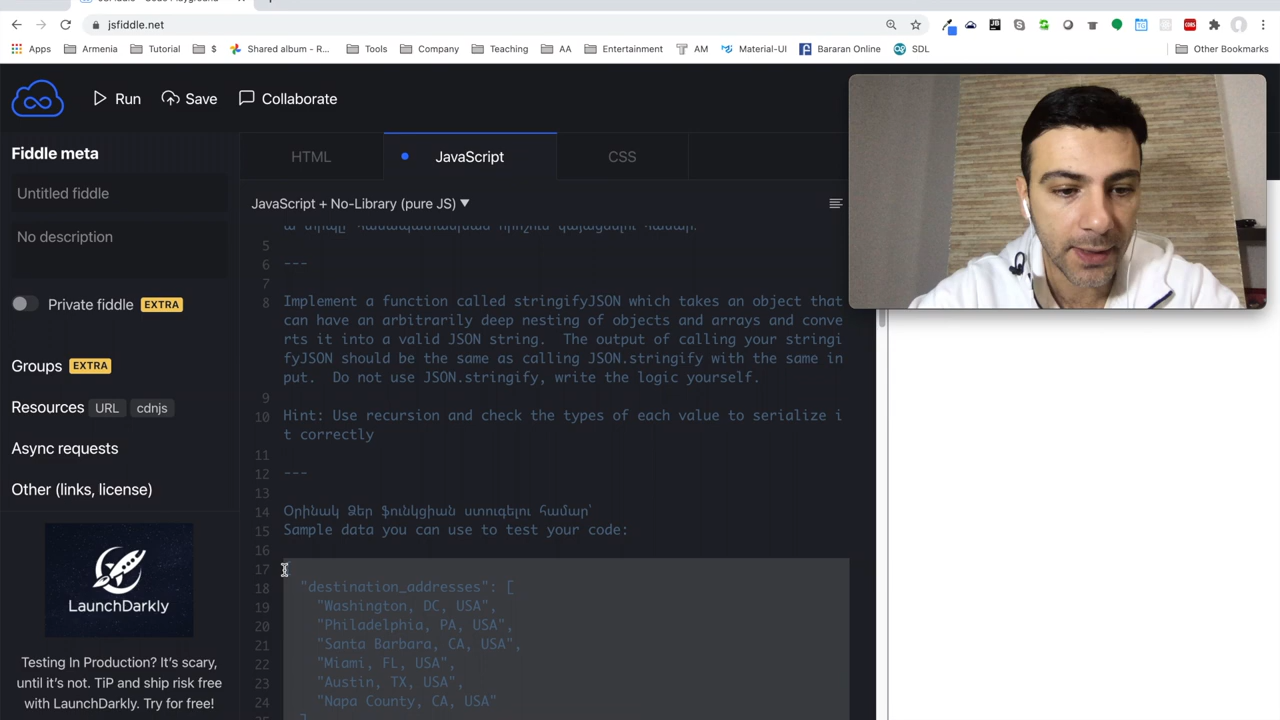 jsfiddle.net
Apps
Armenia
Tutorial
$
Shared album - R...
Tools
Company
Teaching
AA
Entertainment
AM
Material-UI
Bararan Online
SDL
Other Bookmarks
Run
Save
Collaborate
Fiddle meta
Untitled fiddle
No description
Private fiddle EXTRA
Groups EXTRA
Resources URL cdnjs
Async requests
Other (links, license)
LaunchDarkly
Testing In Production? It's scary,
until it's not. TiP and ship risk free
with LaunchDarkly. Try for free!
HTML
JavaScript
CSS
JavaScript + No-Library (pure JS) ▼
5
6 ---
7
8 Implement a function called stringifyJSON which takes an object that
can have an arbitrarily deep nesting of objects and arrays and conve
rts it into a valid JSON string. The output of calling your stringi
fyJSON should be the same as calling JSON.stringify with the same in
put. Do not use JSON.stringify, write the logic yourself.
9
10 Hint: Use recursion and check the types of each value to serialize i
t correctly
11
12 ---
13
14 Օրինակ Ձեր ֆունկցիան ստուգելու համար՝
15 Sample data you can use to test your code:
16
17
18 "destination_addresses": [
19 "Washington, DC, USA",
20 "Philadelphia, PA, USA",
21 "Santa Barbara, CA, USA",
22 "Miami, FL, USA",
23 "Austin, TX, USA",
24 "Napa County, CA, USA"
]